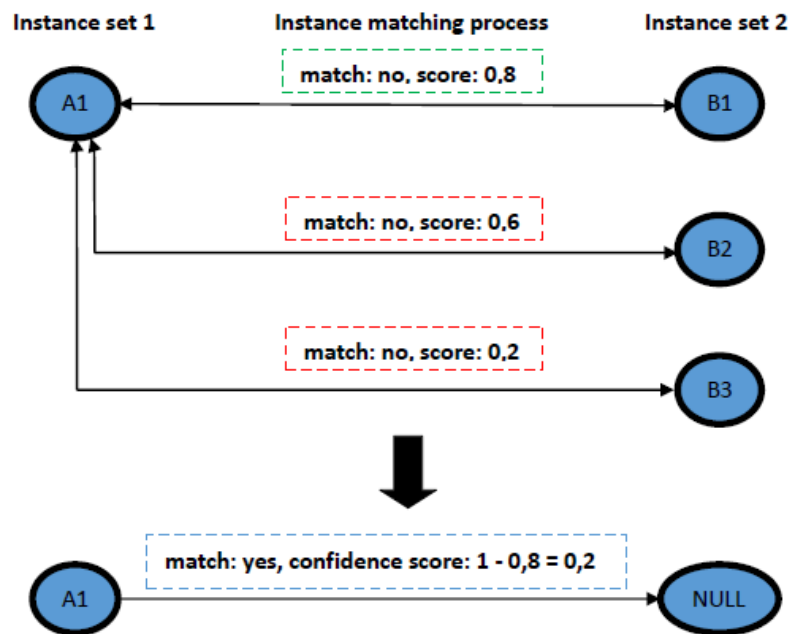 Instance set 1 Instance matching process Instance set 2
match: no, score: 0,8
A1 B1
match: no, score: 0,6
B2
match: no, score: 0,2
B3
match: yes, confidence score: 1 - 0,8 = 0,2
A1 NULL